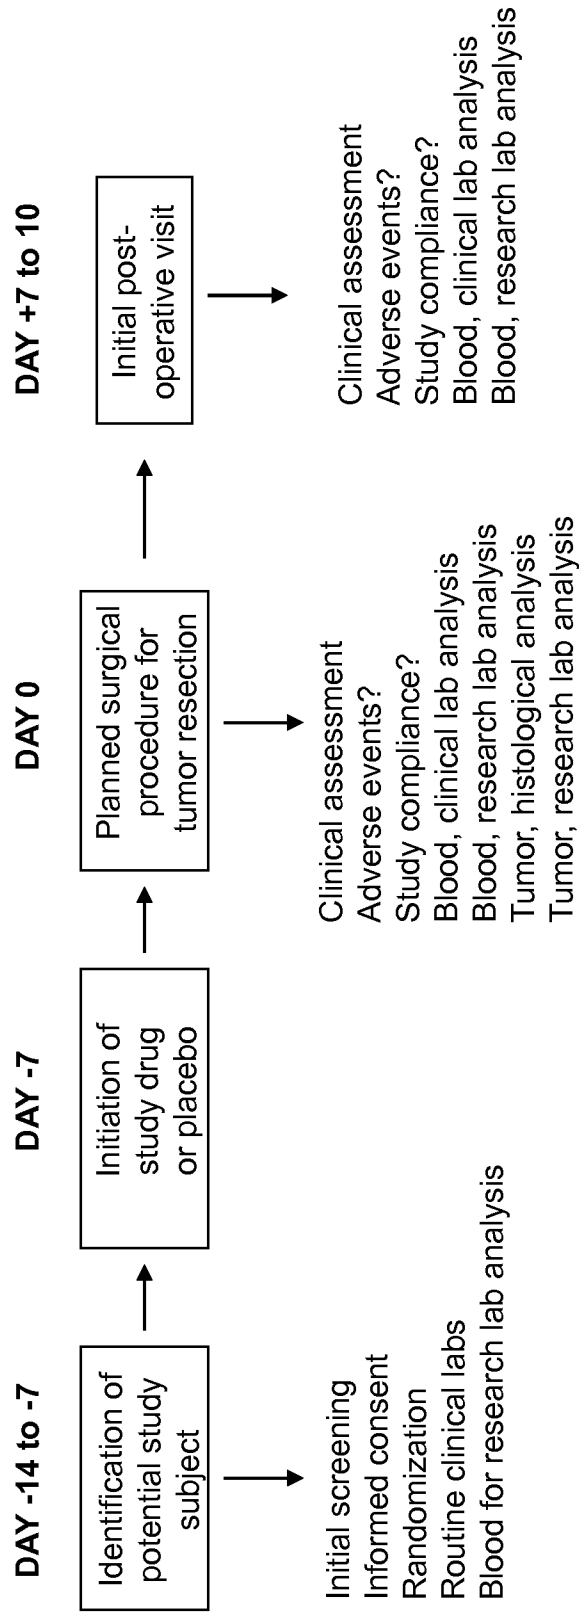 DAY -14 to -7
Identification of
potential study
subject
Initial screening
Informed consent
Randomization
Routine clinical labs
Blood for research lab analysis
DAY -7
Initiation of
study drug
or placebo
DAY 0
Planned surgical
procedure for
tumor resection
Clinical assessment
Adverse events?
Study compliance?
Blood, clinical lab analysis
Blood, research lab analysis
Tumor, histological analysis
Tumor, research lab analysis
DAY +7 to 10
Initial post-
operative visit
Clinical assessment
Adverse events?
Study compliance?
Blood, clinical lab analysis
Blood, research lab analysis